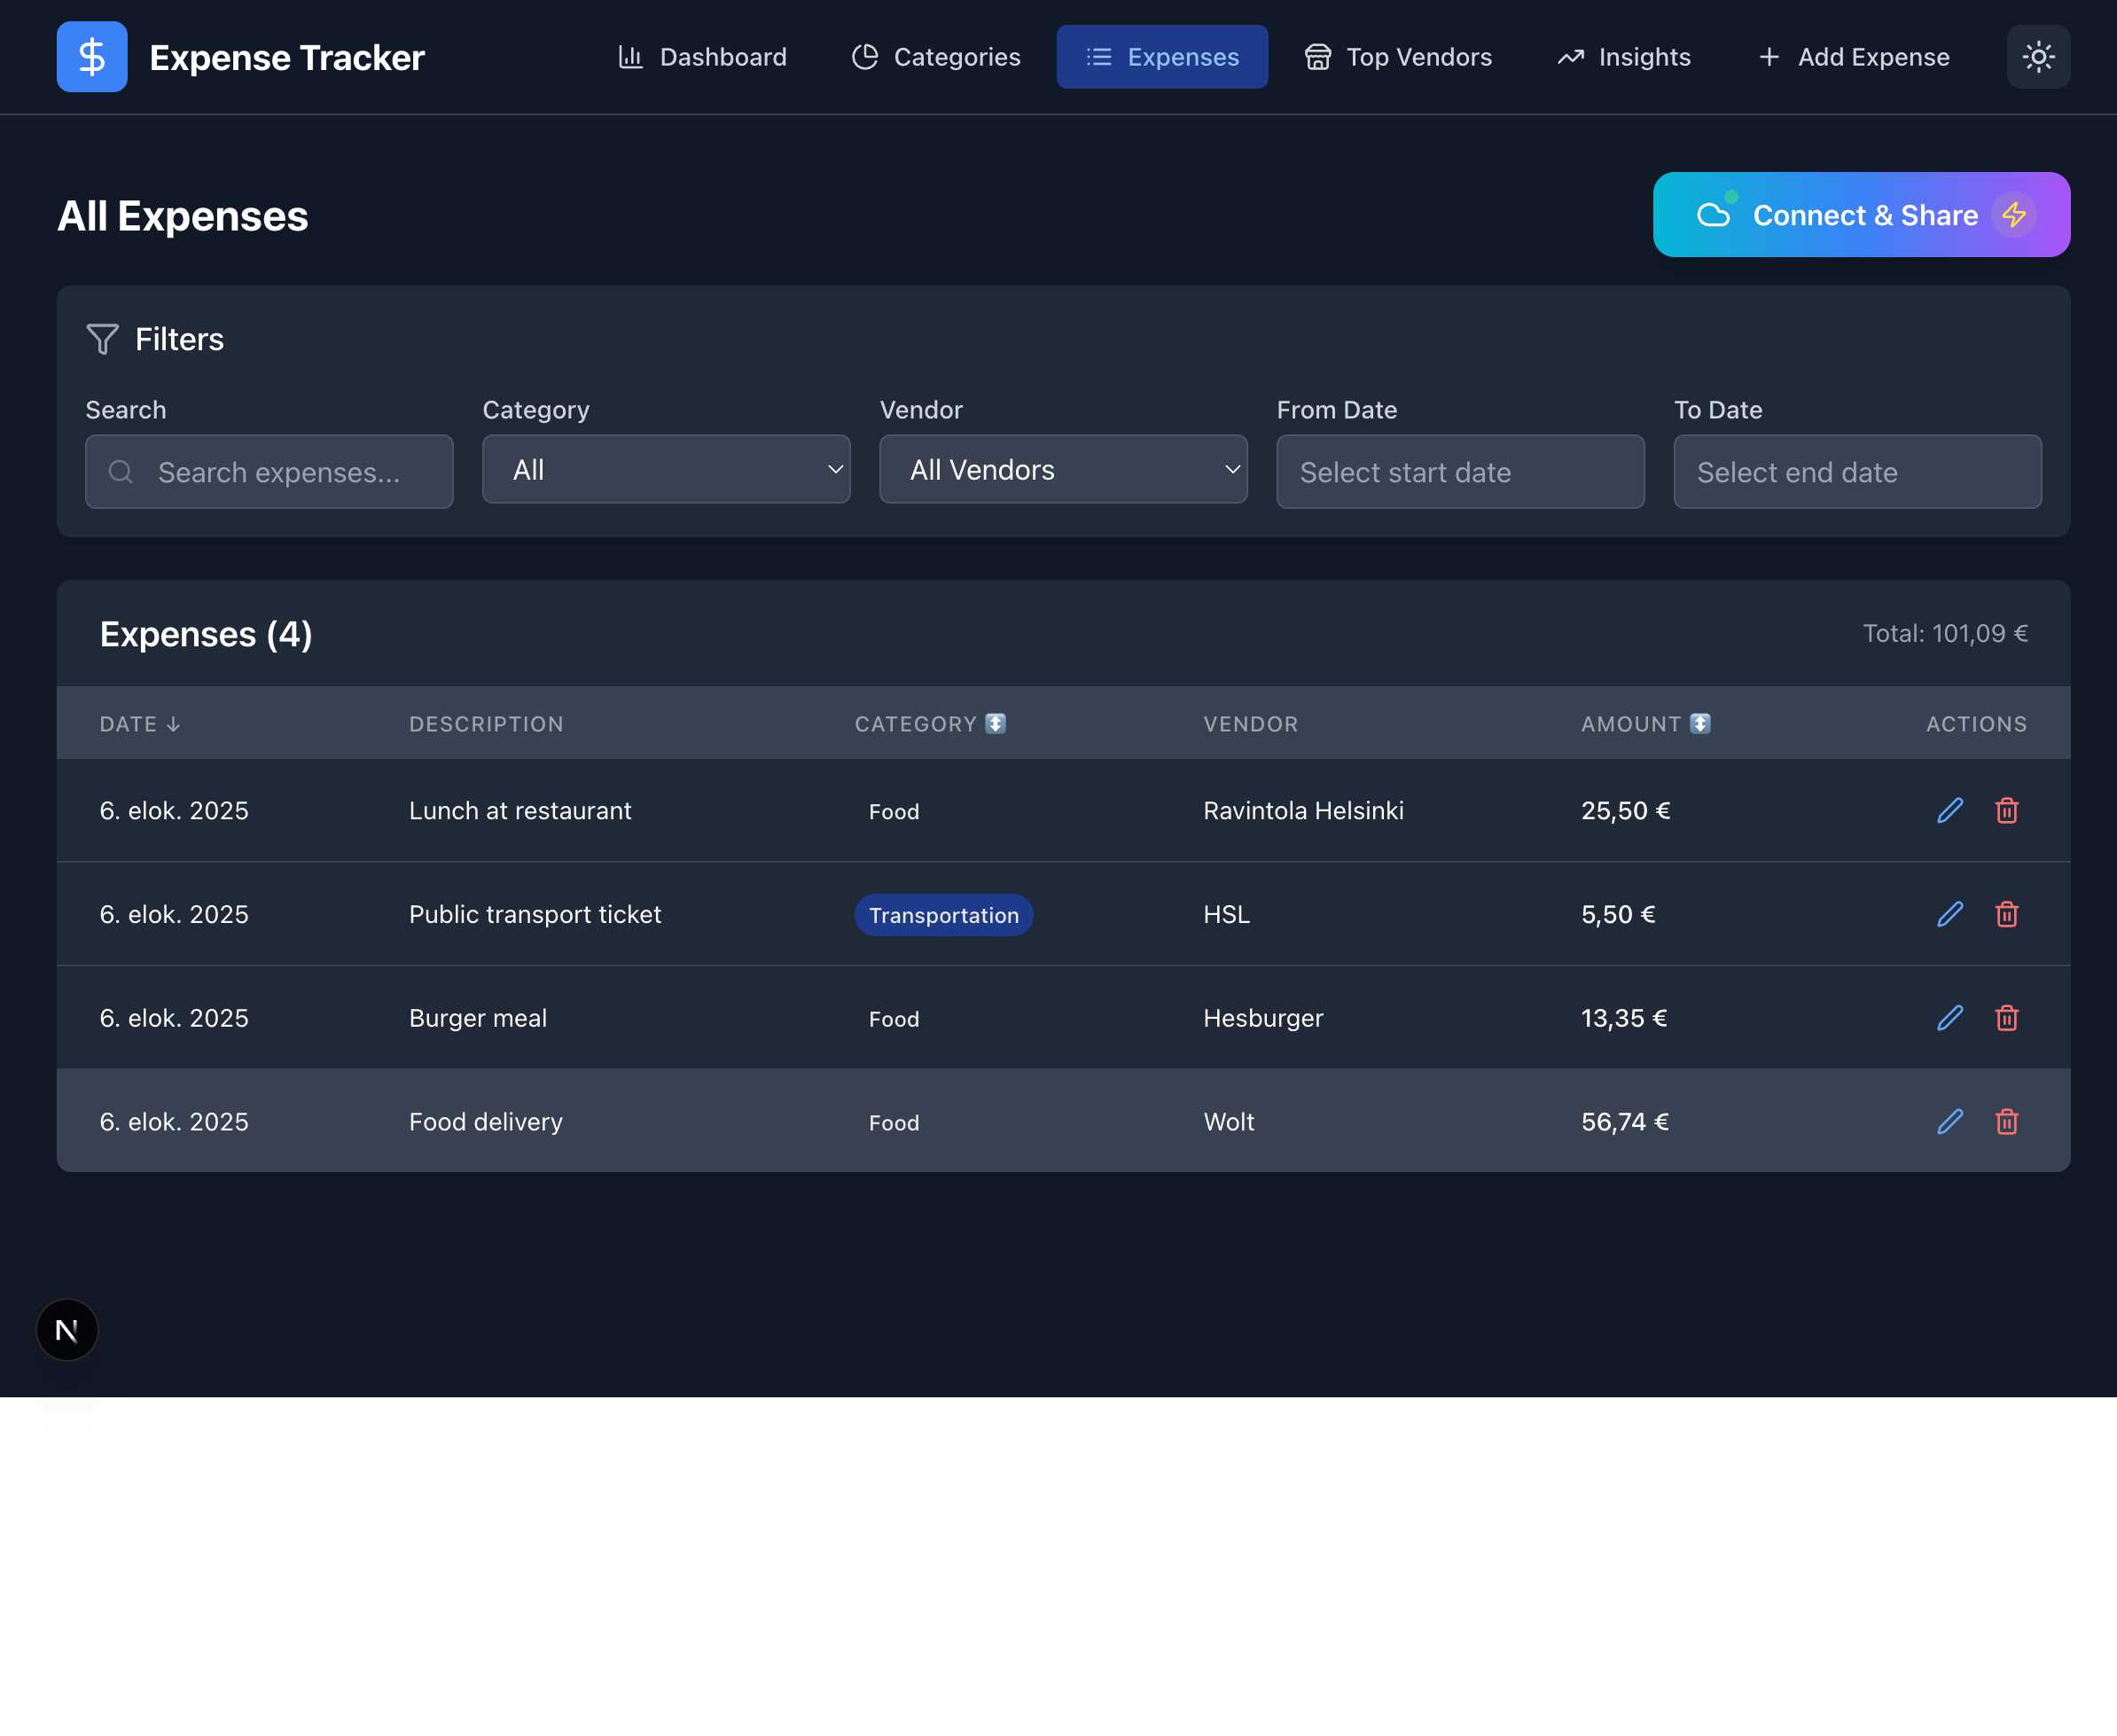 Expense Tracker
Dashboard
Categories
Expenses
Top Vendors
Insights
Add Expense
All Expenses
Connect & Share
Filters
Search
Category
Vendor
From Date
To Date
Search expenses...
All
All Vendors
Select start date
Select end date
Expenses (4)
Total: 101,09 €
DATE ↓ DESCRIPTION CATEGORY ↕ VENDOR AMOUNT ↕ ACTIONS
6. elok. 2025 Lunch at restaurant Food Ravintola Helsinki 25,50 €
6. elok. 2025 Public transport ticket Transportation HSL 5,50 €
6. elok. 2025 Burger meal Food Hesburger 13,35 €
6. elok. 2025 Food delivery Food Wolt 56,74 €
N